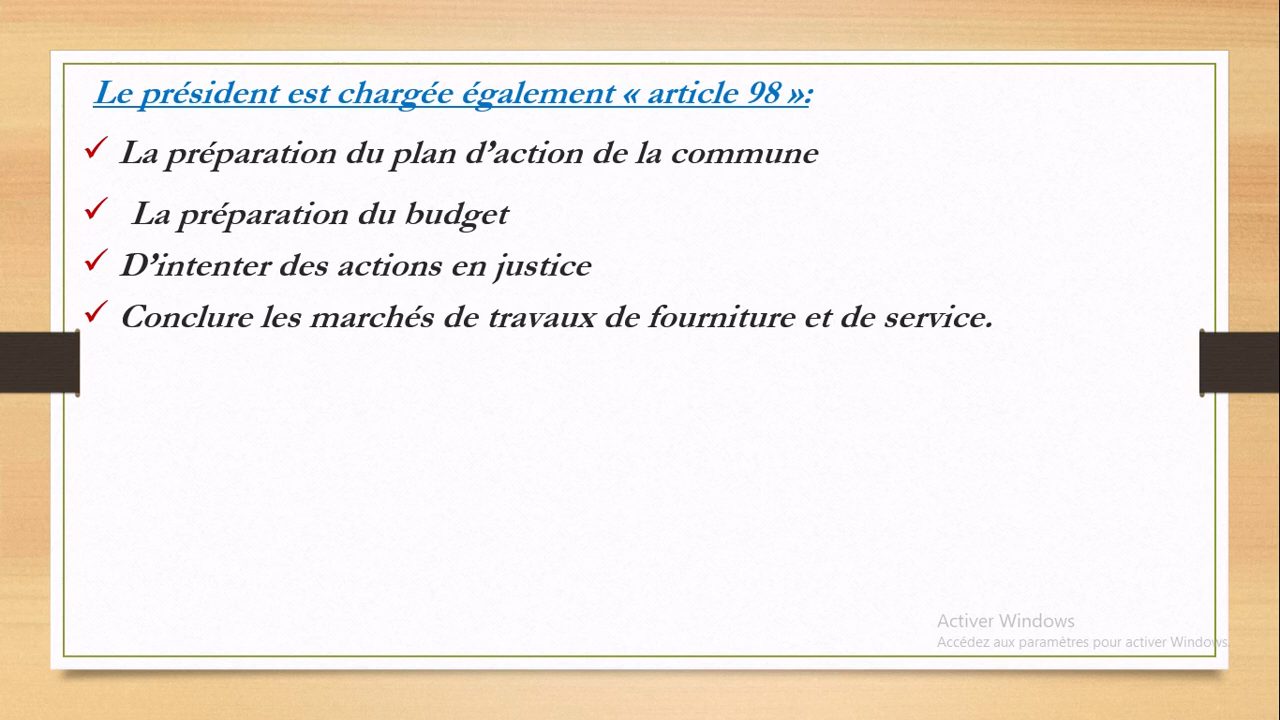 Le président est chargée également « article 98 »:
La préparation du plan d’action de la commune
La préparation du budget
D’intenter des actions en justice
Conclure les marchés de travaux de fourniture et de service.
Activer Windows
Accédez aux paramètres pour activer Windows.